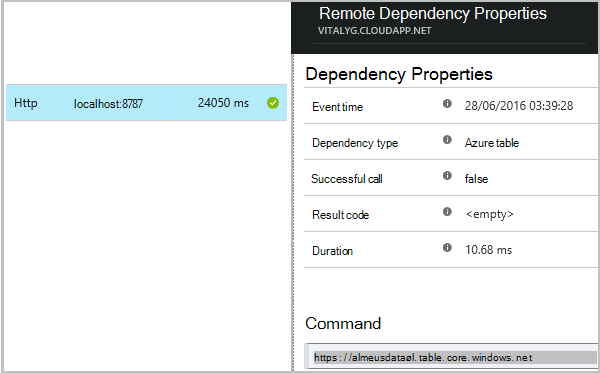 Remote Dependency Properties
VITALYG.CLOUDAPP.NET
Http localhost:8787 24050 ms
Dependency Properties
Event time 28/06/2016 03:39:28
Dependency type Azure table
Successful call false
Result code <empty>
Duration 10.68 ms
Command
https://almeusdataøl.table.core.windows.net